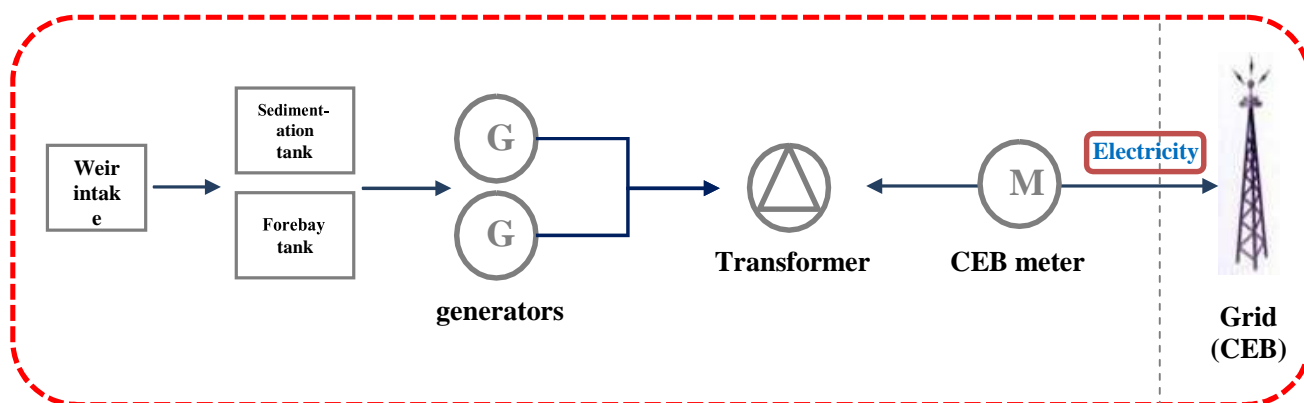 Weir
intak
e
Sediment-
ation
tank
Forebay
tank
G
G
generators
Transformer
M
CEB meter
Electricity
Grid
(CEB)